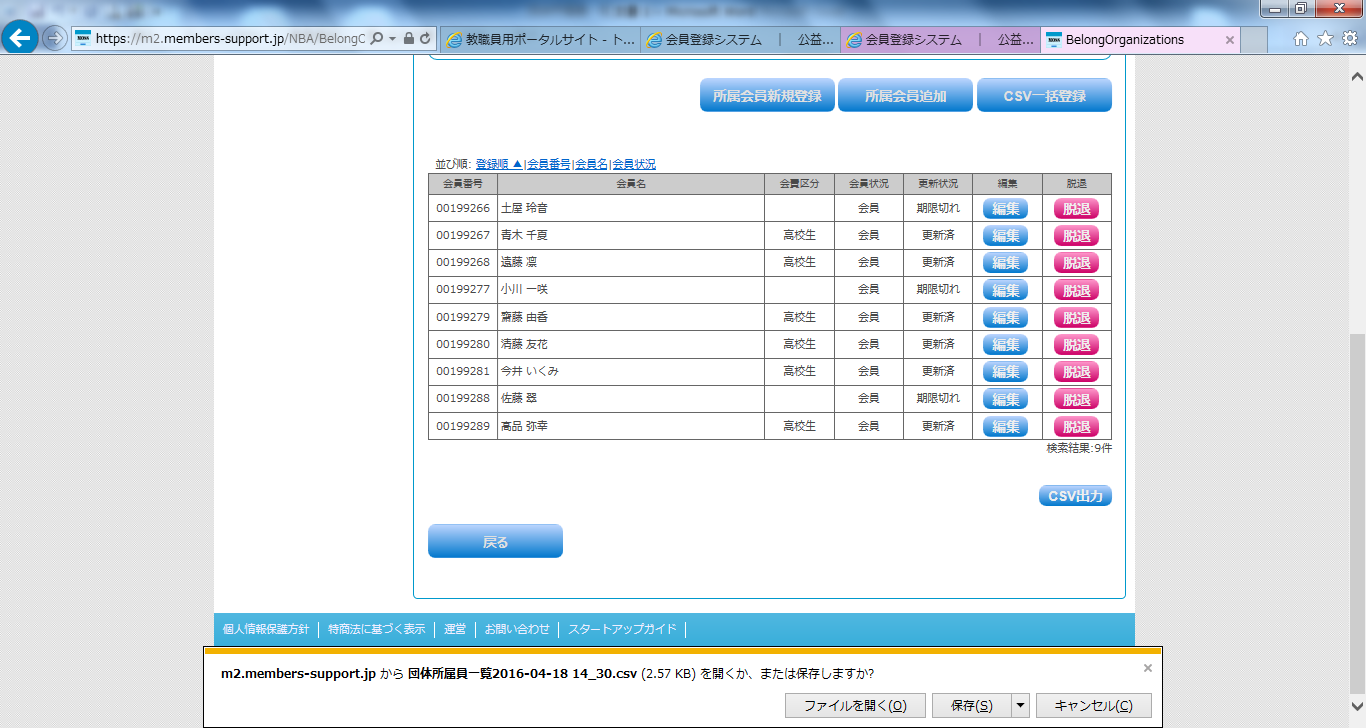 https://m2.members-support.jp/NBA/BelongC
教職員用ポータルサイト - ト...
会員登録システム ｜ 公益...
会員登録システム ｜ 公益...
BelongOrganizations
所属会員新規登録 所属会員追加 CSV一括登録
並び順: 登録順 ▲|会員番号|会員名|会員状況
会員番号 会員名 会費区分 会員状況 更新状況 編集 脱退
00199266 土屋 玲音 会員 期限切れ 編集 脱退
00199267 青木 千夏 高校生 会員 更新済 編集 脱退
00199268 遠藤 凛 高校生 会員 更新済 編集 脱退
00199277 小川 一咲 会員 期限切れ 編集 脱退
00199279 齋藤 由香 高校生 会員 更新済 編集 脱退
00199280 清藤 友花 高校生 会員 更新済 編集 脱退
00199281 今井 いくみ 高校生 会員 更新済 編集 脱退
00199288 佐藤 翠 会員 期限切れ 編集 脱退
00199289 高品 弥幸 高校生 会員 更新済 編集 脱退
検索結果:9件
CSV出力
戻る
個人情報保護方針 特商法に基づく表示 運営 お問い合わせ スタートアップガイド
m2.members-support.jp から 団体所属員一覧2016-04-18 14_30.csv (2.57 KB) を開くか、または保存しますか?
ファイルを開く(O) 保存(S) キャンセル(C)